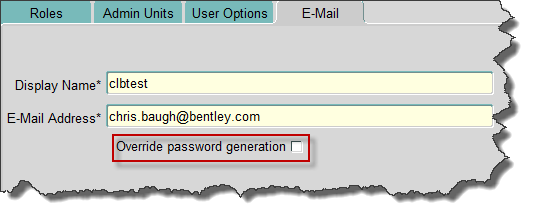 Roles Admin Units User Options E-Mail
Display Name* clbtest
E-Mail Address* chris.baugh@bentley.com
Override password generation